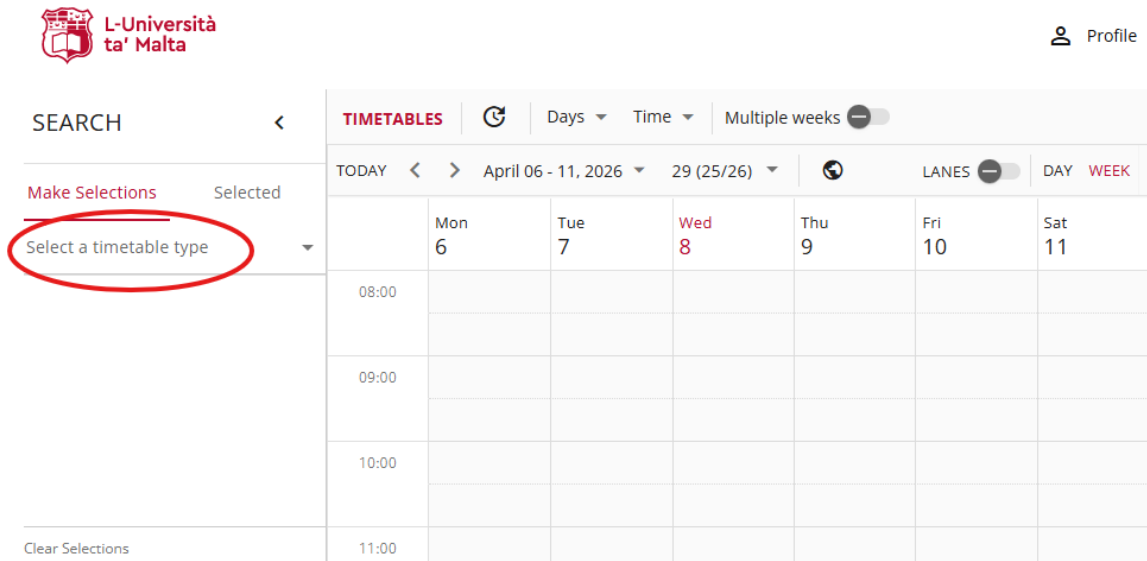 L-Università
ta' Malta
Profile
SEARCH
TIMETABLES
Days
Time
Multiple weeks
TODAY
April 06 - 11, 2026
29 (25/26)
LANES
DAY
WEEK
Make Selections
Selected
Select a timetable type
Mon
6
Tue
7
Wed
8
Thu
9
Fri
10
Sat
11
08:00
09:00
10:00
11:00
Clear Selections